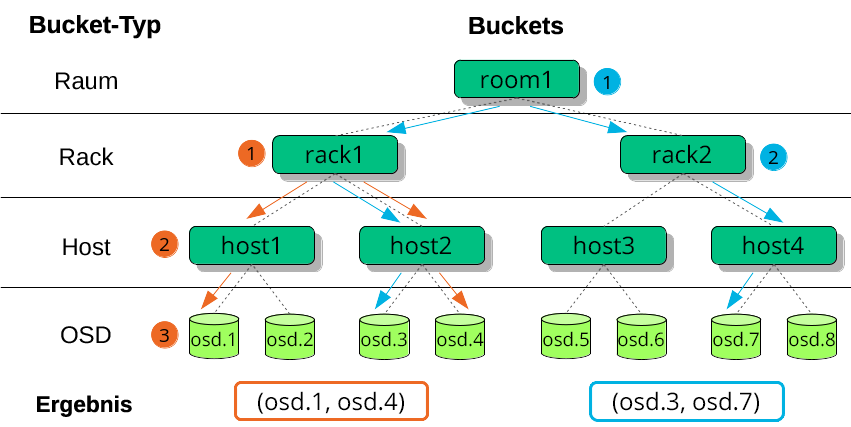 Bucket-Typ Buckets
Raum room1 1
1 rack1 rack2 2
Rack
2 host1 host2 host3 host4
Host
OSD 3 osd.1 osd.2 osd.3 osd.4 osd.5 osd.6 osd.7 osd.8
Ergebnis (osd.1, osd.4) (osd.3, osd.7)